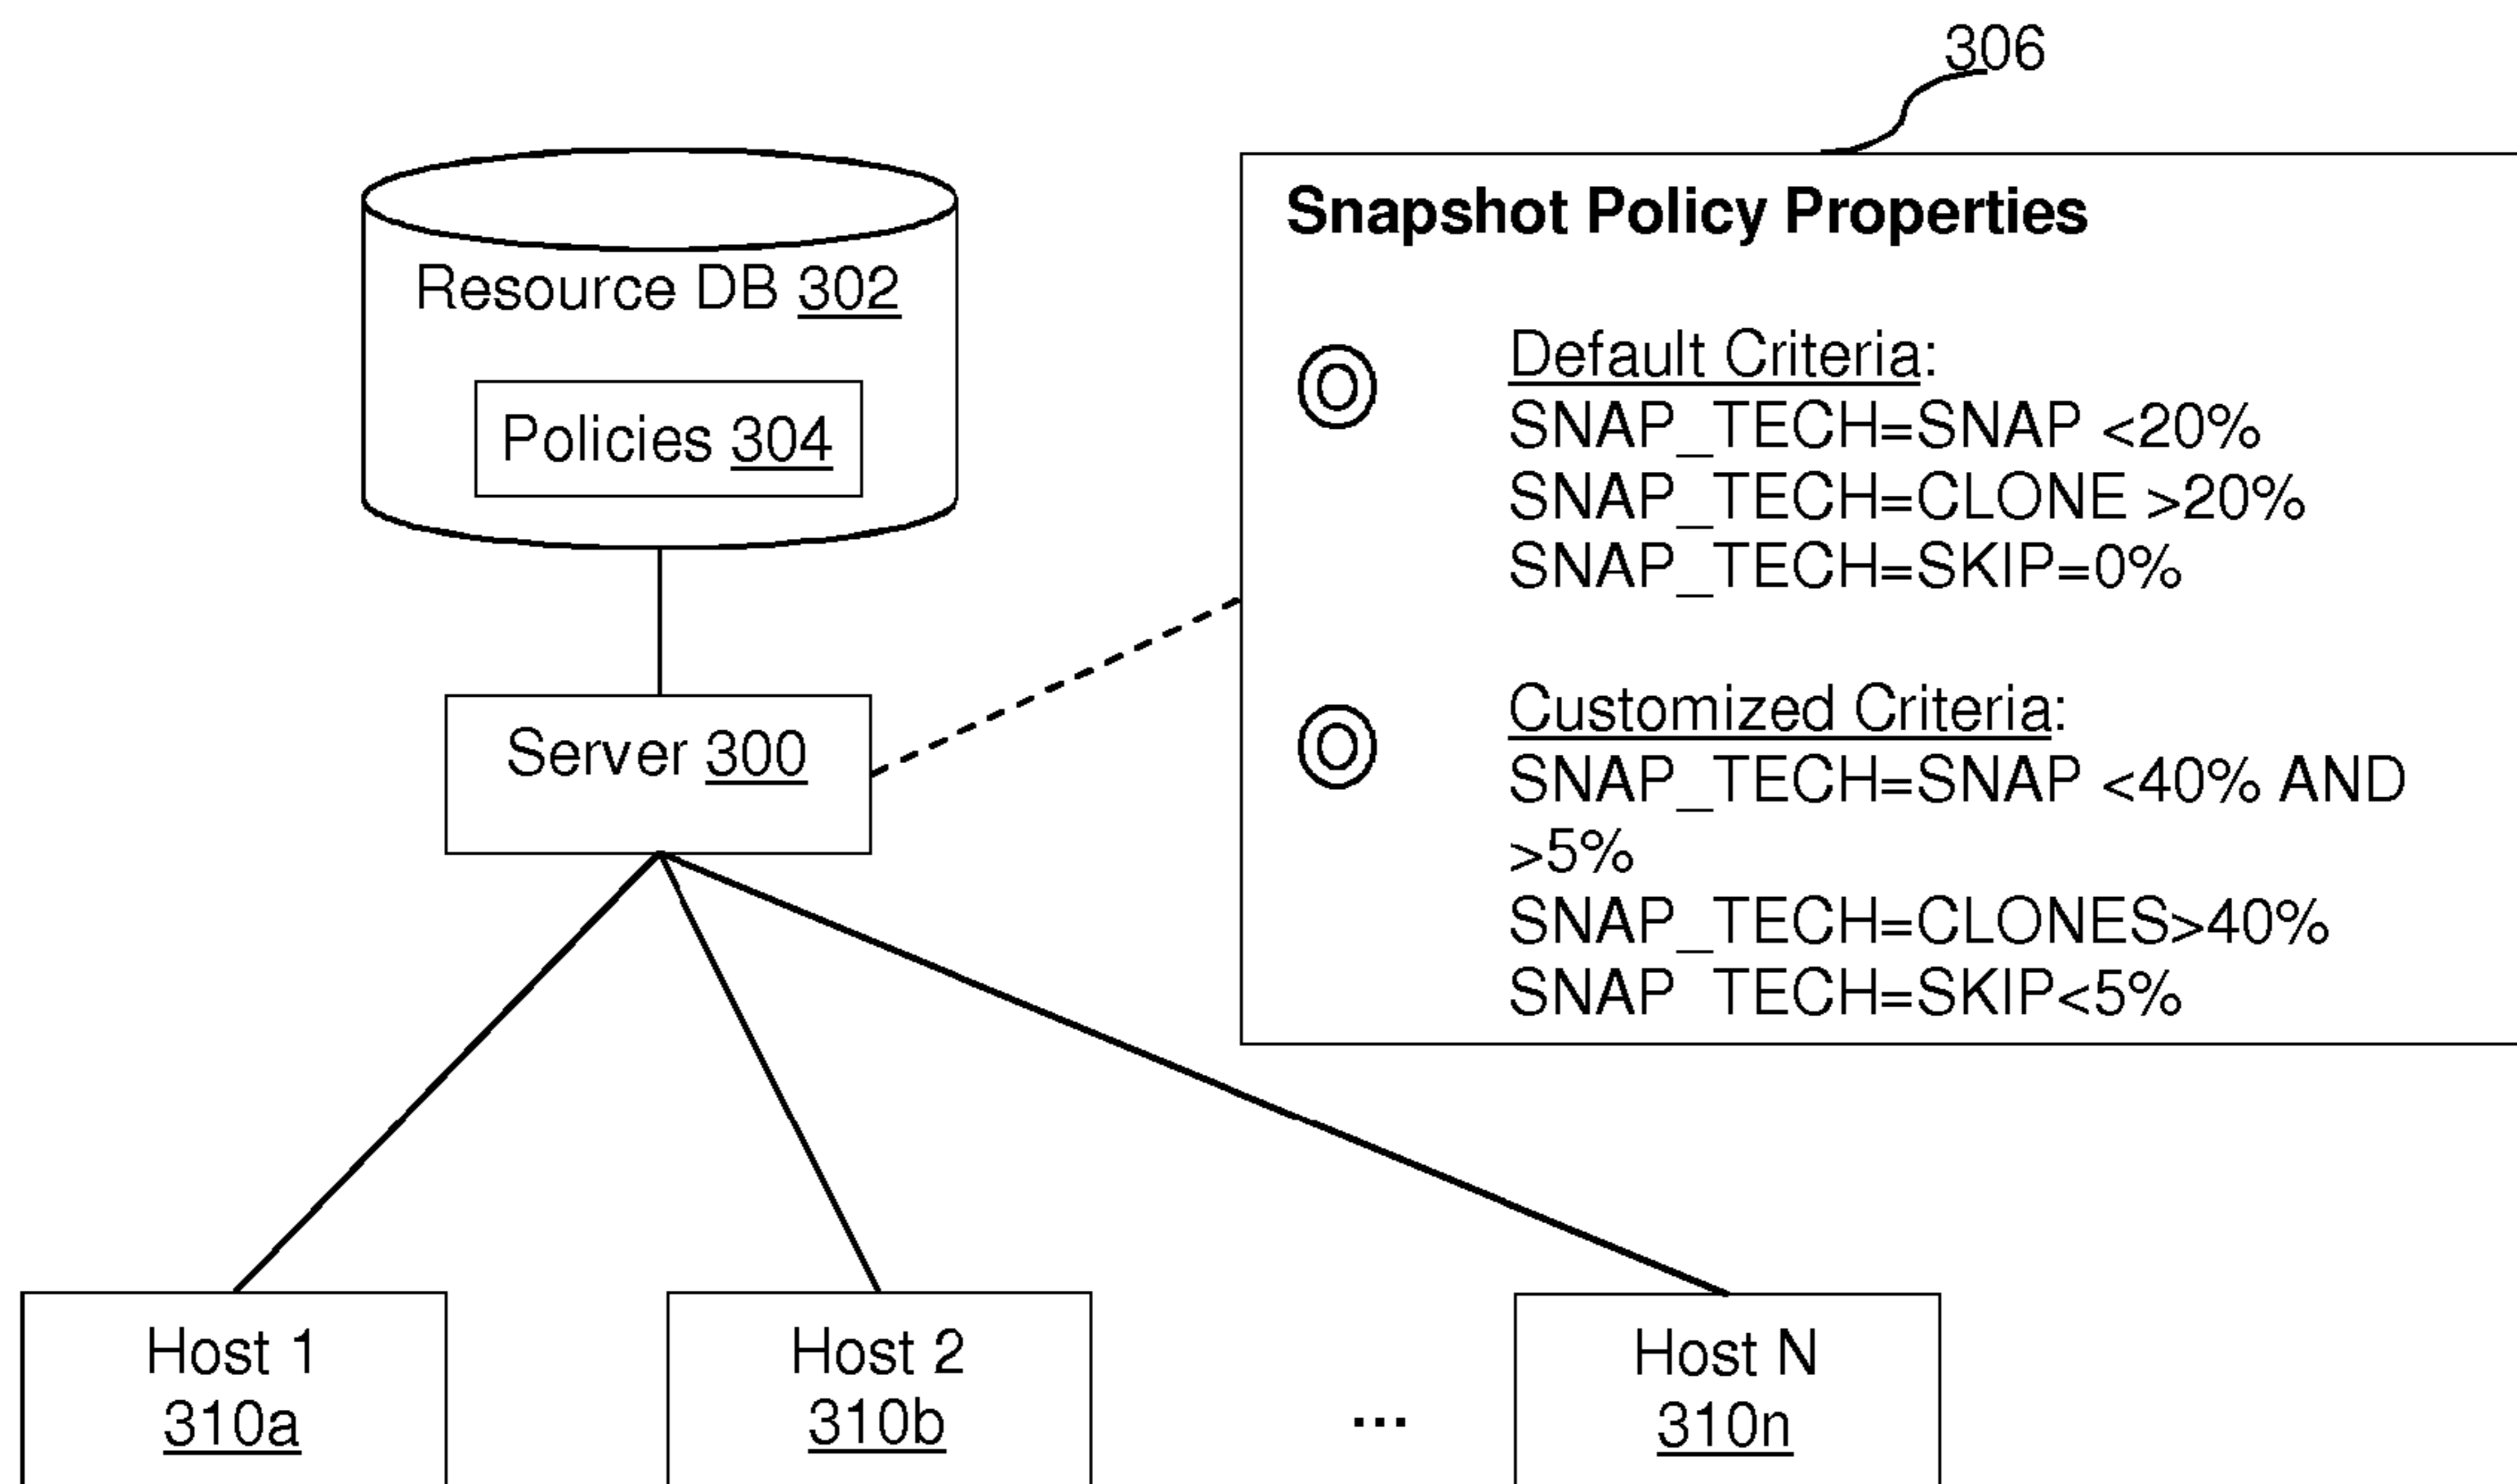 306
Resource DB 302
Policies 304
Server 300
Snapshot Policy Properties
Default Criteria:
SNAP_TECH=SNAP <20%
SNAP_TECH=CLONE >20%
SNAP_TECH=SKIP=0%
Customized Criteria:
SNAP_TECH=SNAP <40% AND
>5%
SNAP_TECH=CLONES>40%
SNAP_TECH=SKIP<5%
Host 1
310a
Host 2
310b
...
Host N
310n